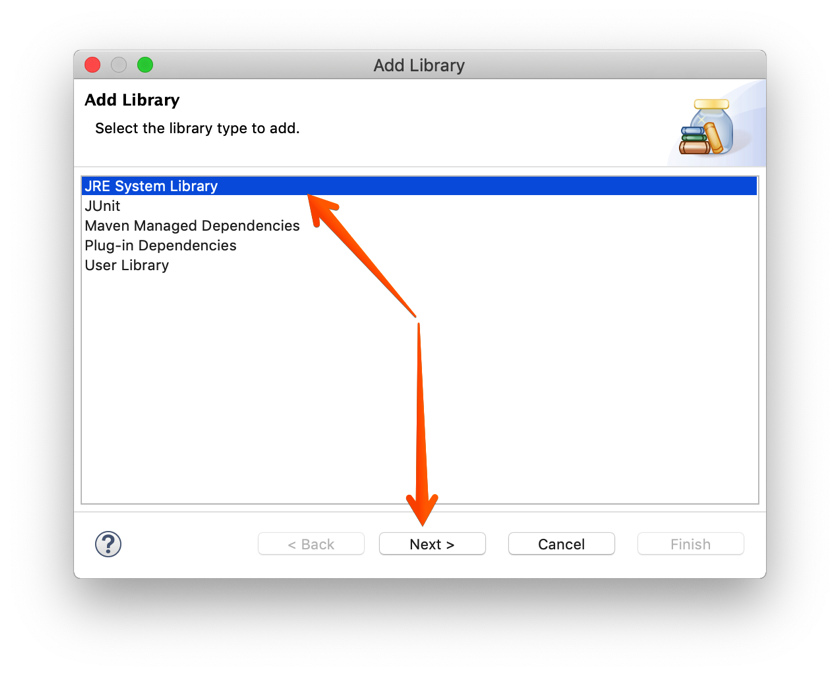 Add Library
Add Library
Select the library type to add.
JRE System Library
JUnit
Maven Managed Dependencies
Plug-in Dependencies
User Library
?
< Back
Next >
Cancel
Finish